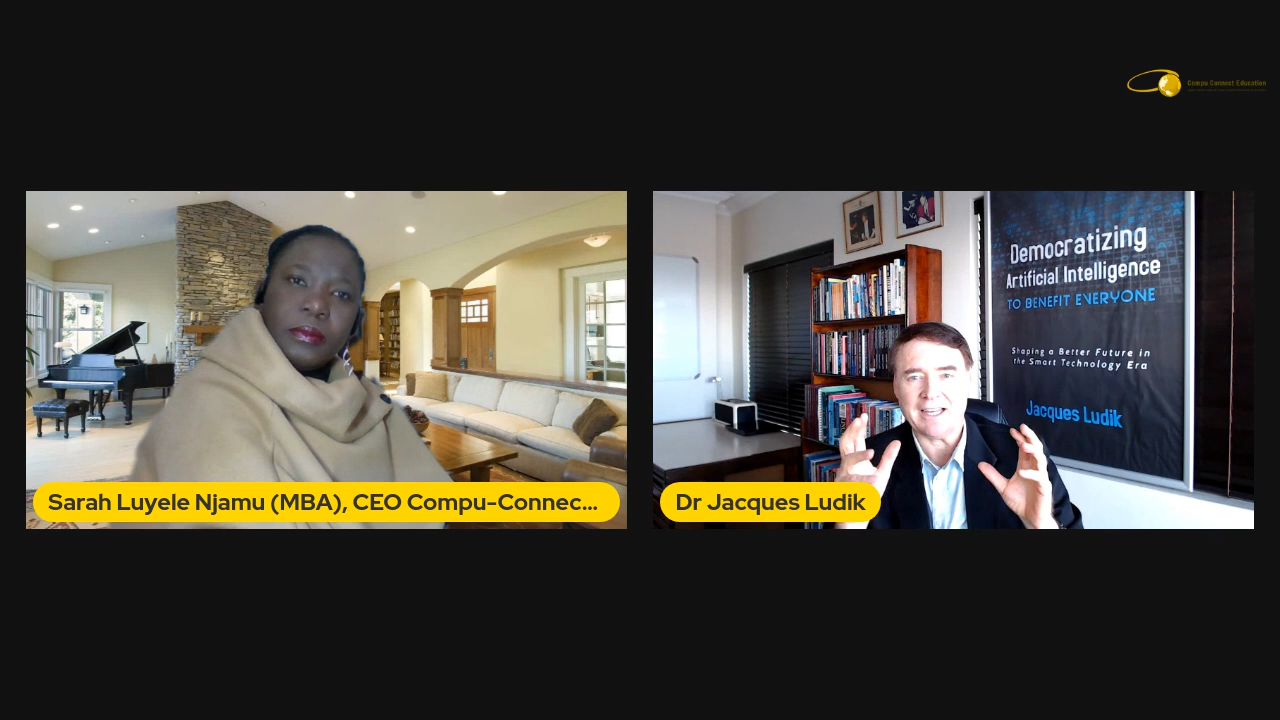 Compu Connect Education
Democratizing
Artificial Intelligence
TO BENEFIT EVERYONE
Shaping a Better Future in
the Smart Technology Era
Jacques Ludik
Sarah Luyele Njamu (MBA), CEO Compu-Connec...
Dr Jacques Ludik